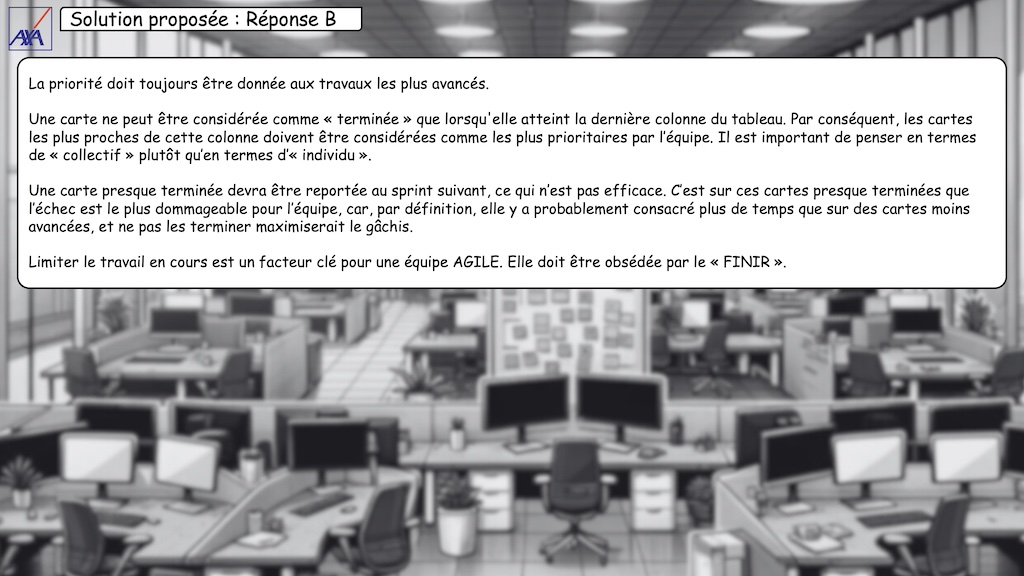 AXA
Solution proposée : Réponse B
La priorité doit toujours être donnée aux travaux les plus avancés.
Une carte ne peut être considérée comme « terminée » que lorsqu'elle atteint la dernière colonne du tableau. Par conséquent, les cartes
les plus proches de cette colonne doivent être considérées comme les plus prioritaires par l’équipe. Il est important de penser en termes
de « collectif » plutôt qu’en termes d’« individu ».
Une carte presque terminée devra être reportée au sprint suivant, ce qui n’est pas efficace. C’est sur ces cartes presque terminées que
l’échec est le plus dommageable pour l’équipe, car, par définition, elle y a probablement consacré plus de temps que sur des cartes moins
avancées, et ne pas les terminer maximiserait le gâchis.
Limiter le travail en cours est un facteur clé pour une équipe AGILE. Elle doit être obsédée par le « FINIR ».